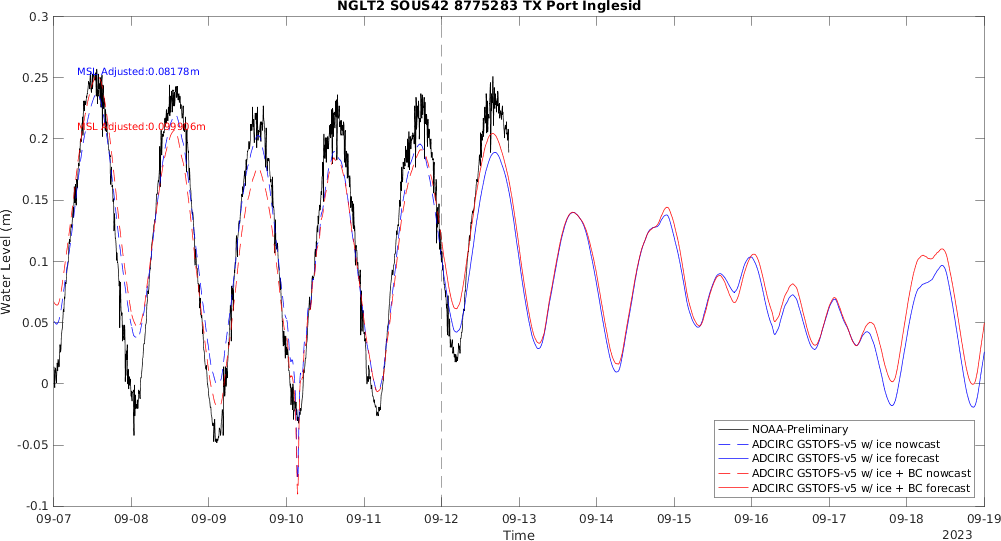 NGLT2 SOUS42 8775283 TX Port Inglesid
0.3
0.25
0.2
0.15
0.1
0.05
0
-0.05
-0.1
Water Level (m)
MSL Adjusted:0.08178m
MSL Adjusted:0.099906m
NOAA-Preliminary
ADCIRC GSTOFS-v5 w/ ice nowcast
ADCIRC GSTOFS-v5 w/ ice forecast
ADCIRC GSTOFS-v5 w/ ice + BC nowcast
ADCIRC GSTOFS-v5 w/ ice + BC forecast
09-07 09-08 09-09 09-10 09-11 09-12 09-13 09-14 09-15 09-16 09-17 09-18 09-19
Time
2023